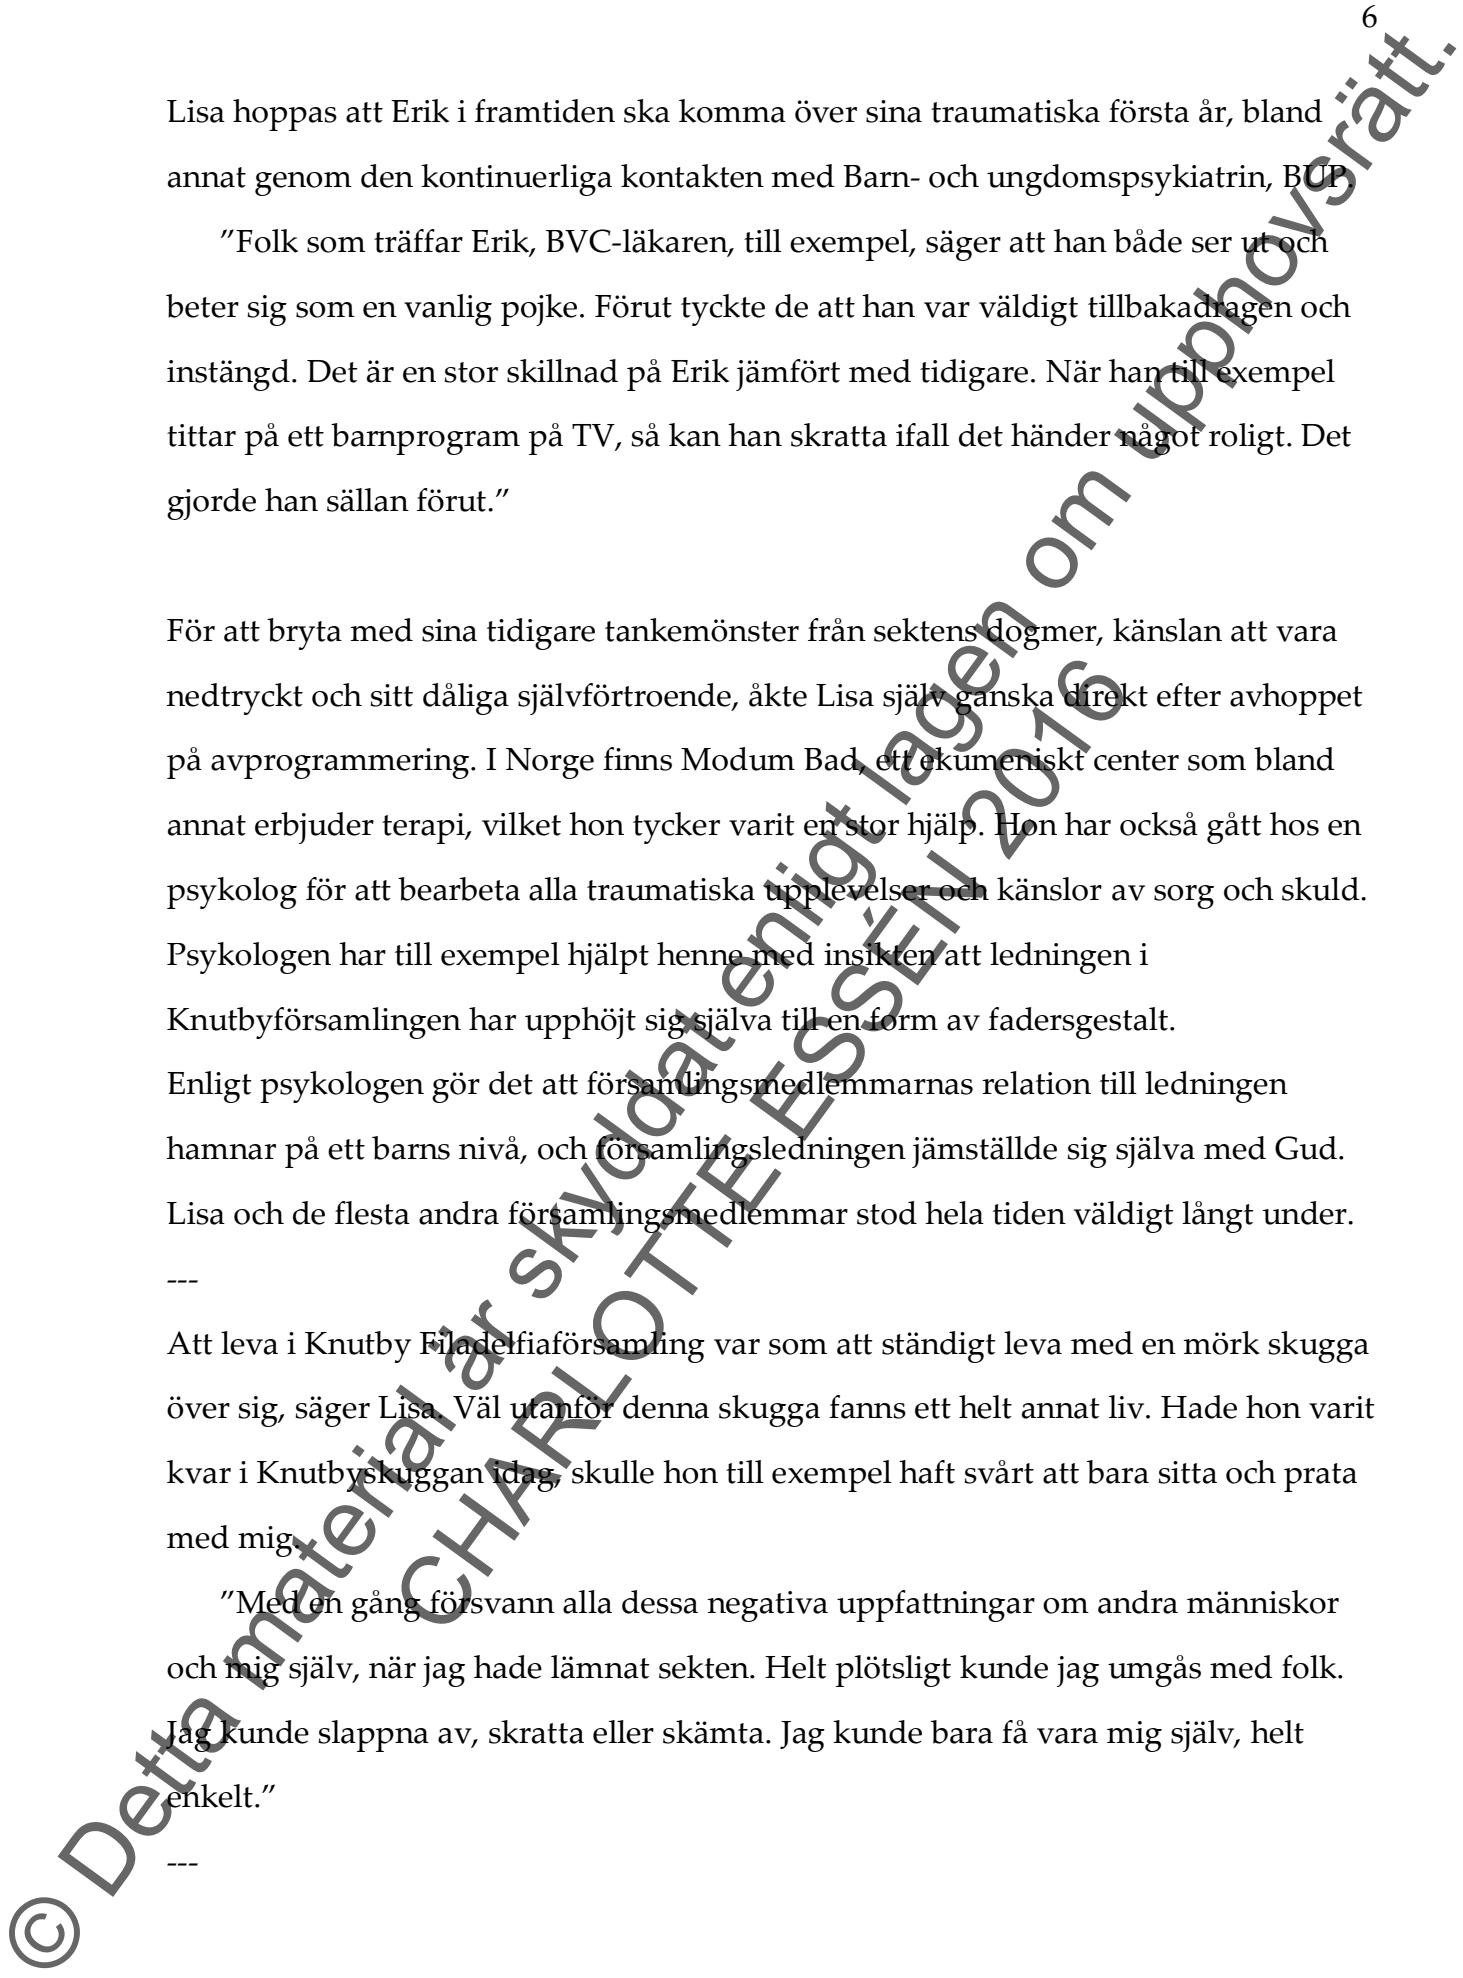 6
Lisa hoppas att Erik i framtiden ska komma över sina traumatiska första år, bland
annat genom den kontinuerliga kontakten med Barn- och ungdomspsykiatrin, BUP.
”Folk som träffar Erik, BVC-läkaren, till exempel, säger att han både ser ut och
beter sig som en vanlig pojke. Förut tyckte de att han var väldigt tillbakadragen och
instängd. Det är en stor skillnad på Erik jämfört med tidigare. När han till exempel
tittar på ett barnprogram på TV, så kan han skratta ifall det händer något roligt. Det
gjorde han sällan förut.”
För att bryta med sina tidigare tankemönster från sektens dogmer, känslan att vara
nedtryckt och sitt dåliga självförtroende, åkte Lisa själv ganska direkt efter avhoppet
på avprogrammering. I Norge finns Modum Bad, ett ekumeniskt center som bland
annat erbjuder terapi, vilket hon tycker varit en stor hjälp. Hon har också gått hos en
psykolog för att bearbeta alla traumatiska upplevelser och känslor av sorg och skuld.
Psykologen har till exempel hjälpt henne med insikten att ledningen i
Knutbyförsamlingen har upphöjt sig själva till en form av fadersgestalt.
Enligt psykologen gör det att församlingsmedlemmarnas relation till ledningen
hamnar på ett barns nivå, och församlingsledningen jämställde sig själva med Gud.
Lisa och de flesta andra församlingsmedlemmar stod hela tiden väldigt långt under.
---
Att leva i Knutby Filadelfiaförsamling var som att ständigt leva med en mörk skugga
över sig, säger Lisa. Väl utanför denna skugga fanns ett helt annat liv. Hade hon varit
kvar i Knutbyskuggan idag, skulle hon till exempel haft svårt att bara sitta och prata
med mig.
”Med en gång försvann alla dessa negativa uppfattningar om andra människor
och mig själv, när jag hade lämnat sekten. Helt plötsligt kunde jag umgås med folk.
Jag kunde slappna av, skratta eller skämta. Jag kunde bara få vara mig själv, helt
enkelt.”
---
© Detta material är skyddat enligt lagen om upphovsrätt.
CHARLOTTE ESSÉN 2016